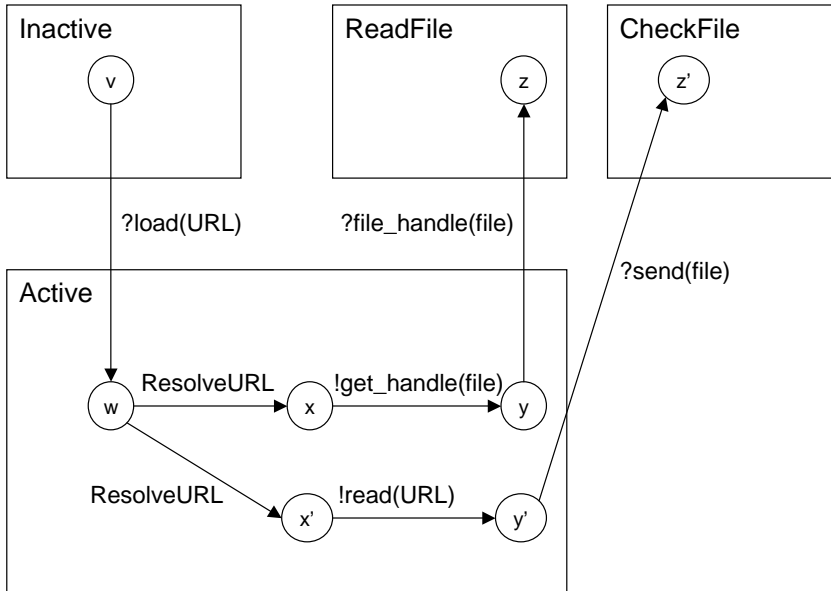 Inactive
ReadFile
CheckFile
v
z
z'
?load(URL)
?file_handle(file)
?send(file)
Active
ResolveURL
!get_handle(file)
w
x
y
ResolveURL
!read(URL)
x'
y'